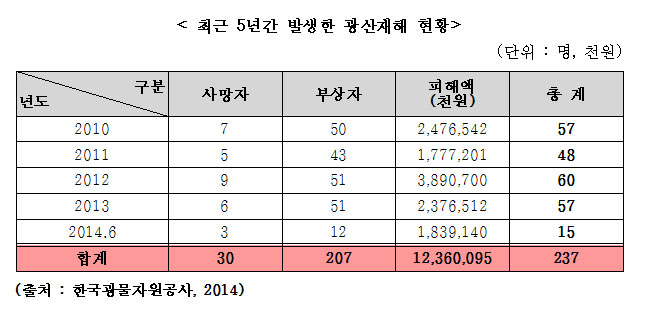 < 최근 5년간 발생한 광산재해 현황>
(단위 : 명, 천원)
구분
년도 사망자 부상자 피해액 (천원) 총 계
2010 7 50 2,476,542 57
2011 5 43 1,777,201 48
2012 9 51 3,890,700 60
2013 6 51 2,376,512 57
2014.6 3 12 1,839,140 15
합계 30 207 12,360,095 237
(출처 : 한국광물자원공사, 2014)